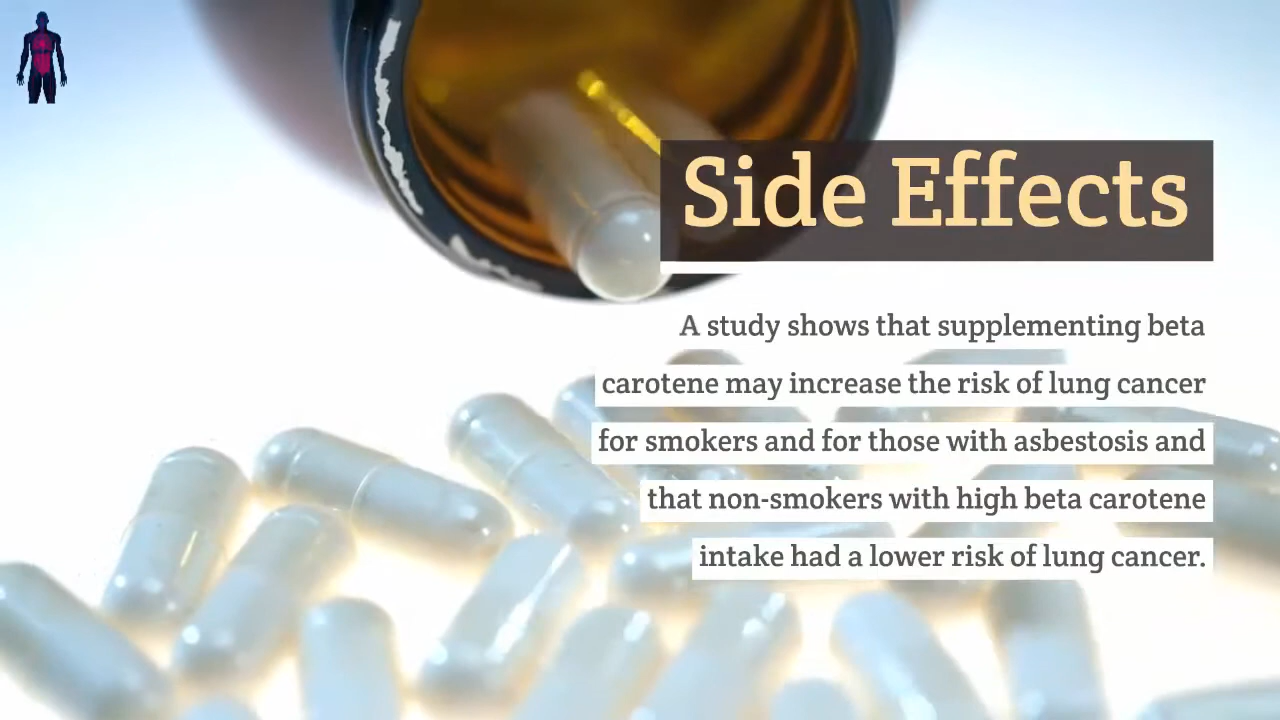 Side Effects
A study shows that supplementing beta
carotene may increase the risk of lung cancer
for smokers and for those with asbestosis and
that non-smokers with high beta carotene
intake had a lower risk of lung cancer.